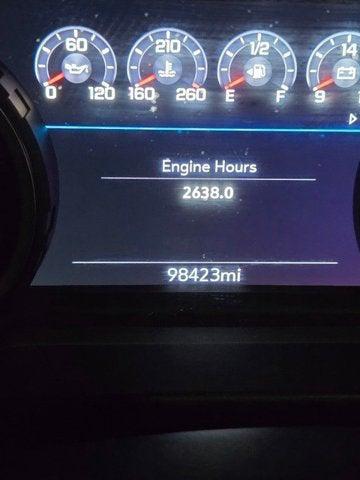 60 210 1/2 14
0 120 160 260 E F 9
Engine Hours
2638.0
98423mi